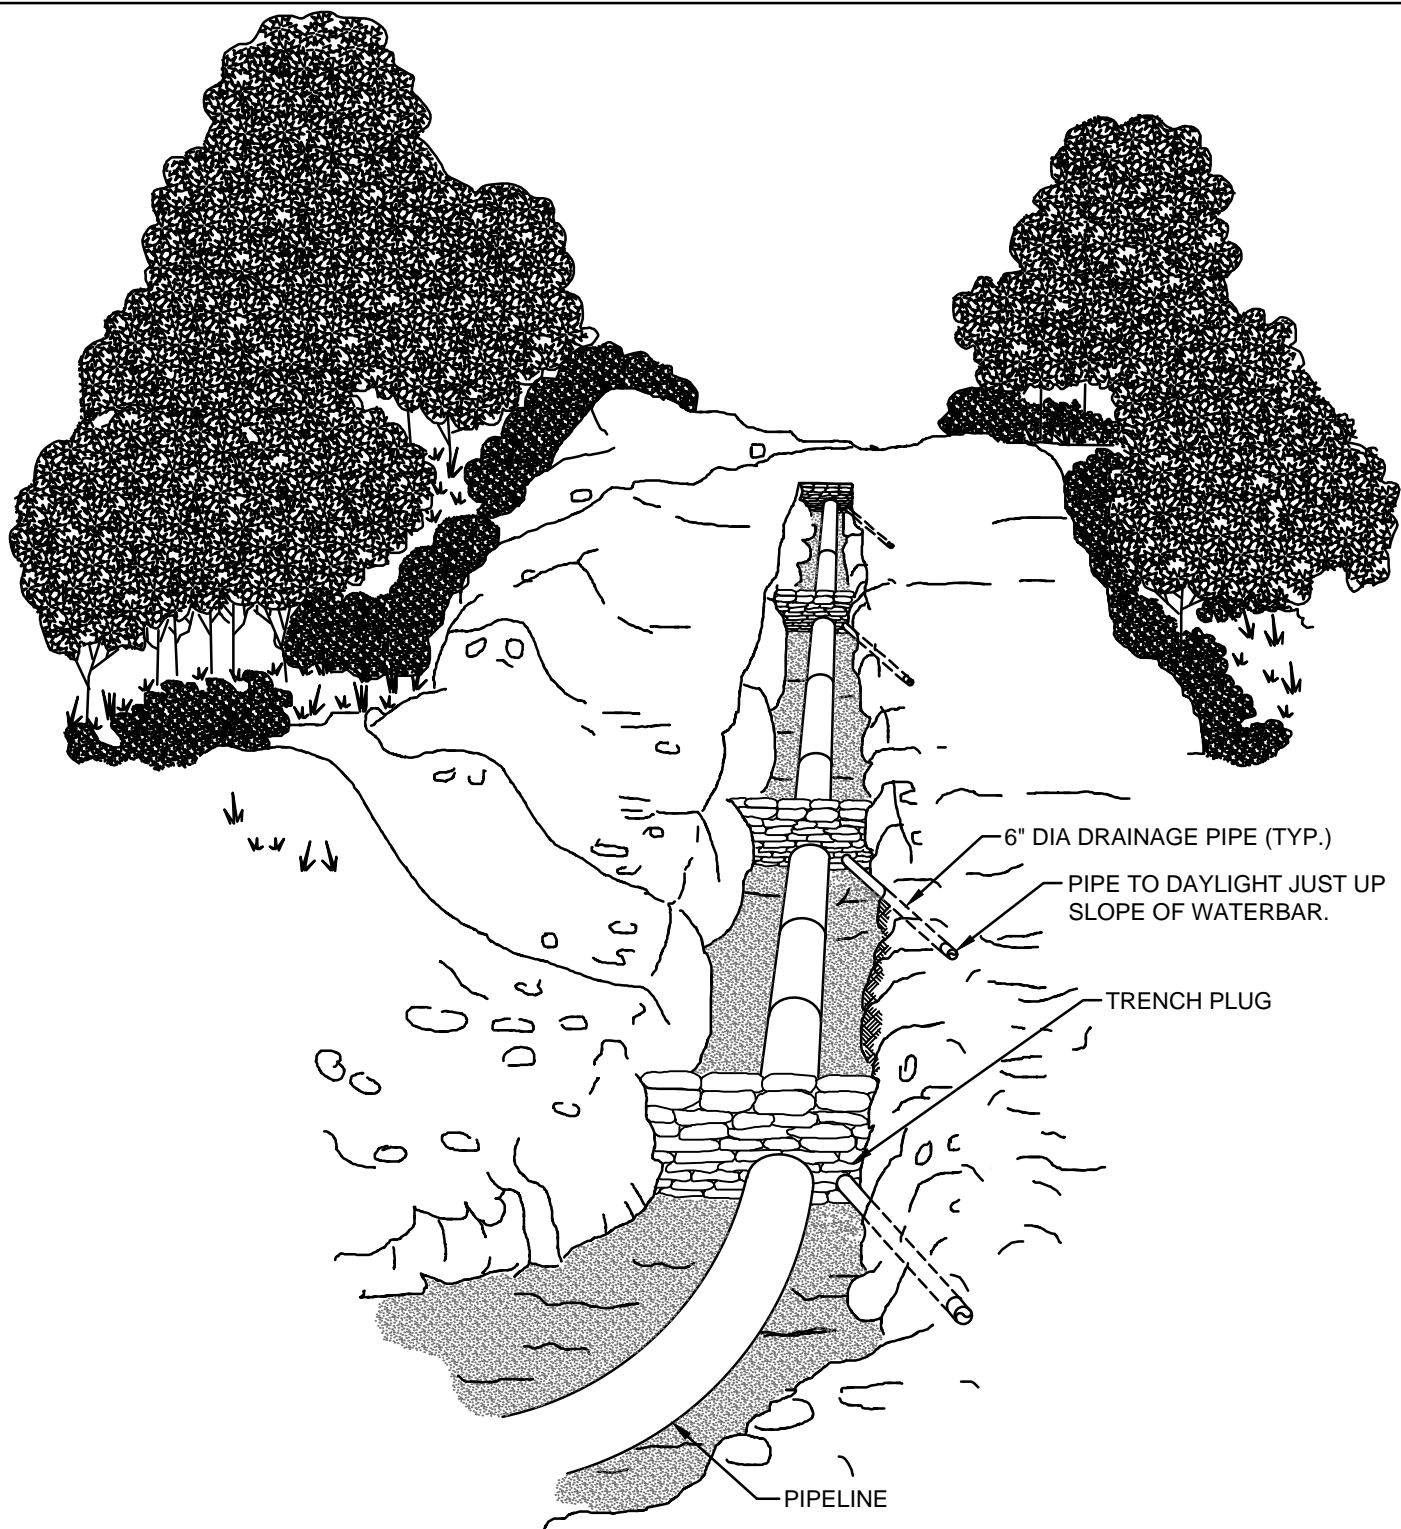 6" DIA DRAINAGE PIPE (TYP.)
PIPE TO DAYLIGHT JUST UP
SLOPE OF WATERBAR.
TRENCH PLUG
PIPELINE